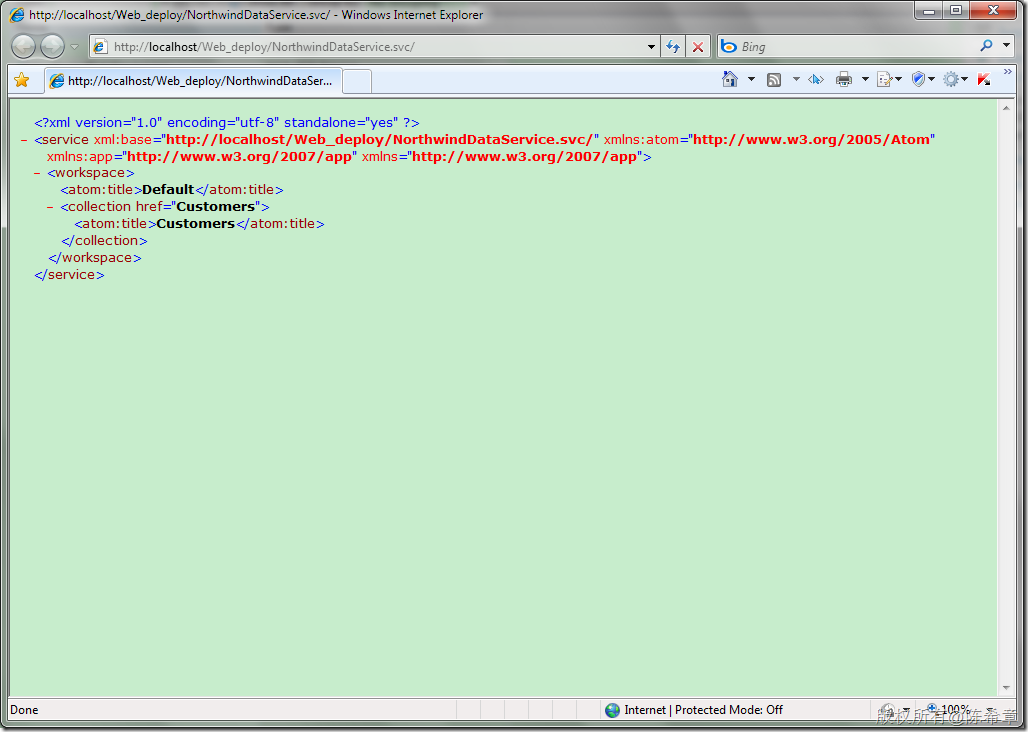 http://localhost/Web_deploy/NorthwindDataService.svc/ - Windows Internet Explorer
http://localhost/Web_deploy/NorthwindDataService.svc/
Bing
http://localhost/Web_deploy/NorthwindDataSer...
<?xml version="1.0" encoding="utf-8" standalone="yes" ?>
- <service xml:base="http://localhost/Web_deploy/NorthwindDataService.svc/" xmlns:atom="http://www.w3.org/2005/Atom"
xmlns:app="http://www.w3.org/2007/app" xmlns="http://www.w3.org/2007/app">
- <workspace>
<atom:title>Default</atom:title>
- <collection href="Customers">
<atom:title>Customers</atom:title>
</collection>
</workspace>
</service>
Done
Internet | Protected Mode: Off
100%
版权所有@陈希章